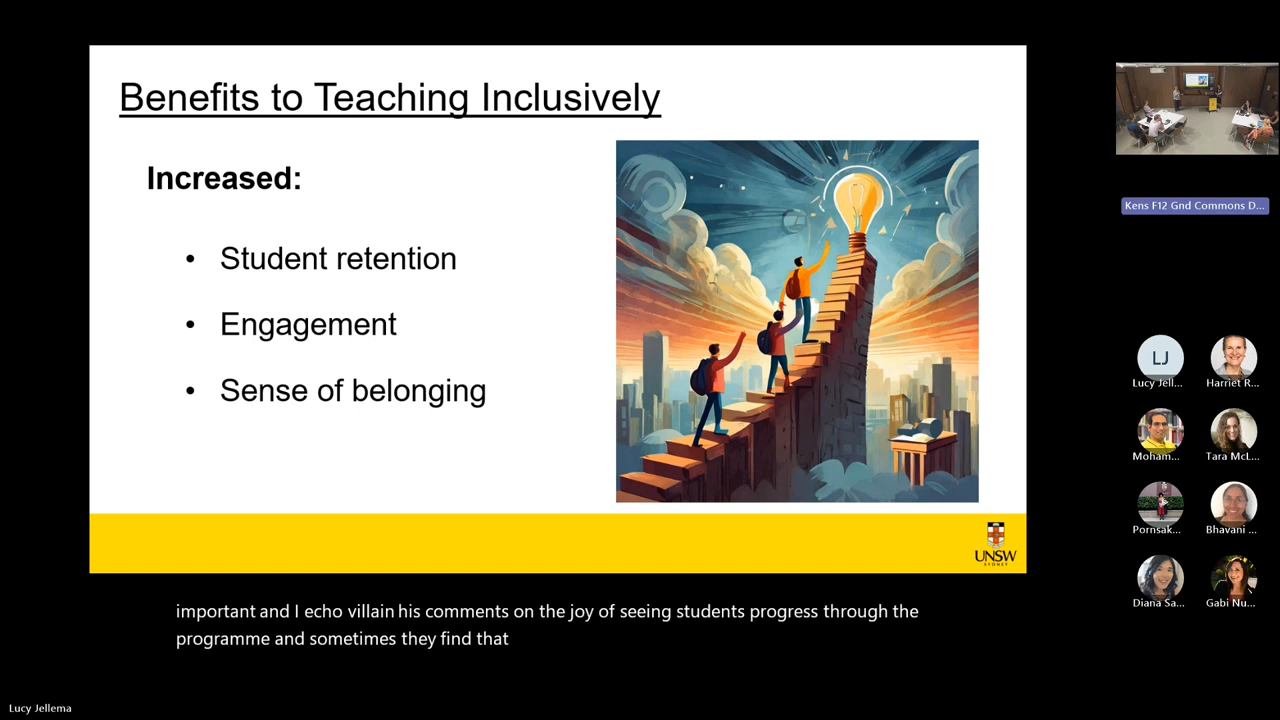 Benefits to Teaching Inclusively
Increased:
• Student retention
• Engagement
• Sense of belonging
UNSW
SYDNEY
important and I echo villain his comments on the joy of seeing students progress through the
programme and sometimes they find that
Lucy Jellema
Kens F12 Gnd Commons D...
LJ
Lucy Jell...
Harriet R...
Moham...
Tara McL...
Pornsak...
Bhavani ...
Diana Sa...
Gabi Nu...